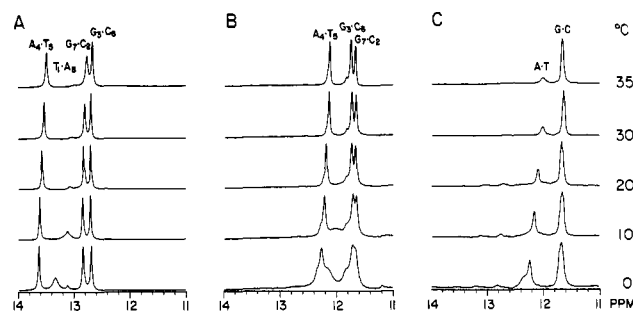 A
B
C
°C
A₄·T₅
T₁·A₈
G₇·C₂
G₃·C₆
A₄·T₅
G₃·C₆
G₇·C₂
A·T
G·C
35
30
20
10
0
14 13 12 11
14 13 12 11
14 13 12 11 PPM